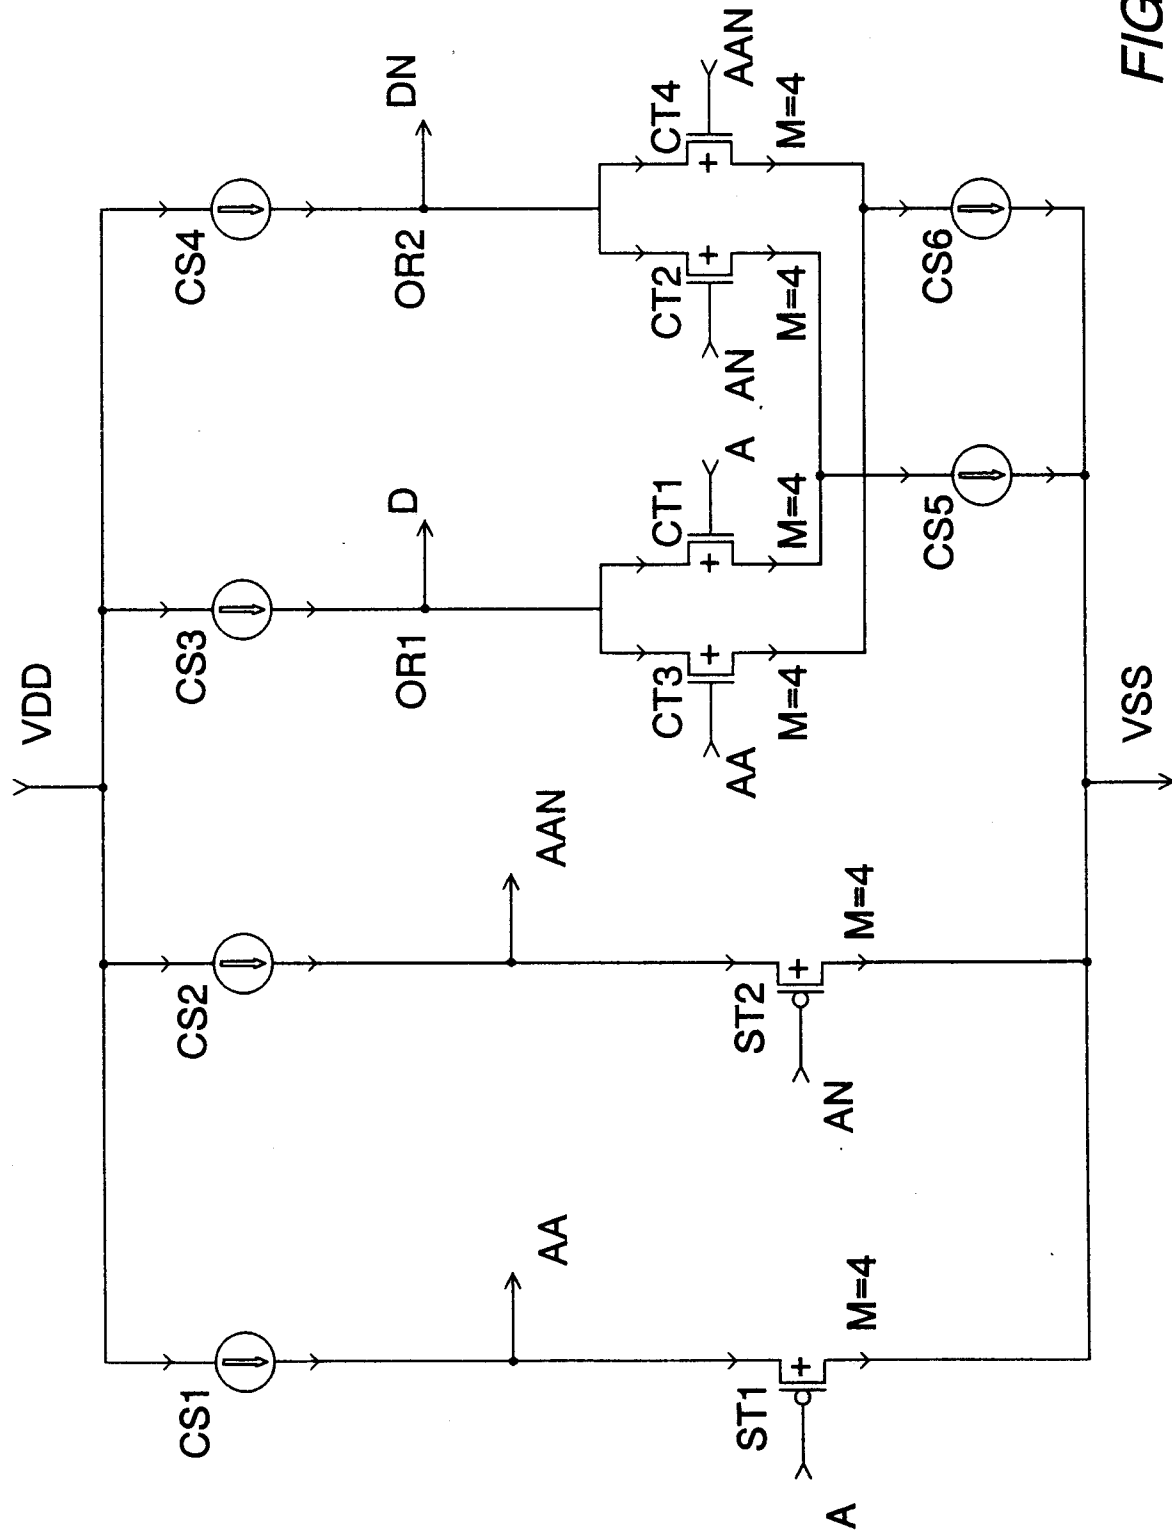 VDD
CS1
CS2
CS3
CS4
D
DN
OR1
OR2
AA
AAN
CT3
CT1
CT2
CT4
AA
A
AN
AAN
ST1
ST2
M=4
M=4
M=4
M=4
A
AN
M=4
M=4
CS5
CS6
VSS
FIG